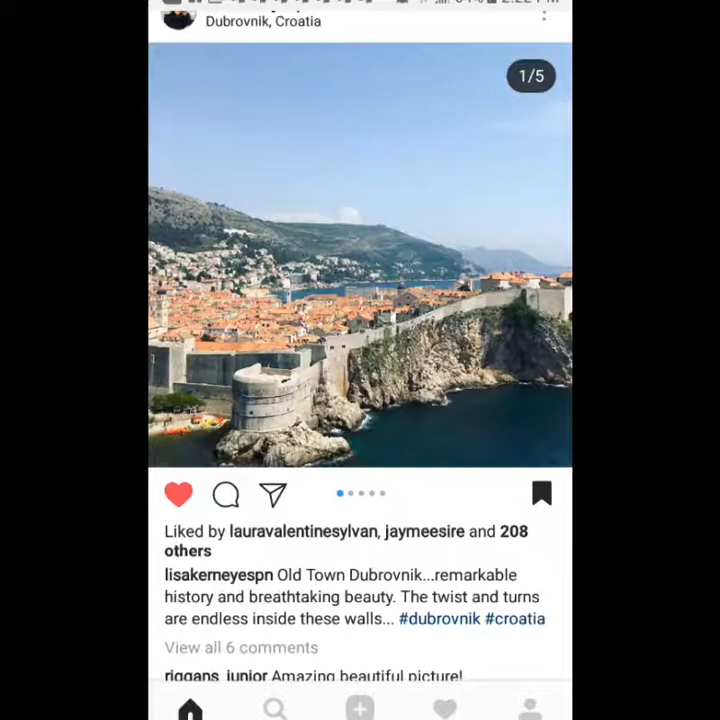 Dubrovnik, Croatia
1/5
Liked by lauravalentinesylvan, jaymeesire and 208
others
lisakerneyespn Old Town Dubrovnik...remarkable
history and breathtaking beauty. The twist and turns
are endless inside these walls... #dubrovnik #croatia
View all 6 comments
riggans_junior Amazing beautiful picture!